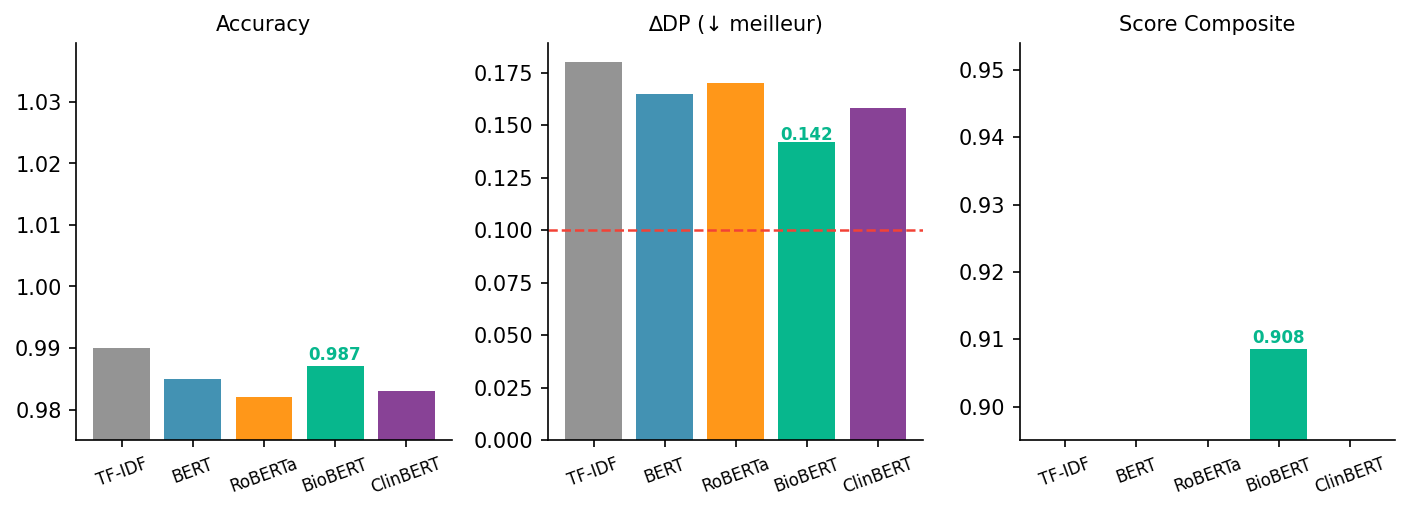 Accuracy
1.03
1.02
1.01
1.00
0.99
0.98
0.987
TF-IDF
BERT
RoBERTa
BioBERT
ClinBERT
ΔDP (↓ meilleur)
0.175
0.150
0.125
0.100
0.075
0.050
0.025
0.000
0.142
TF-IDF
BERT
RoBERTa
BioBERT
ClinBERT
Score Composite
0.95
0.94
0.93
0.92
0.91
0.90
0.908
TF-IDF
BERT
RoBERTa
BioBERT
ClinBERT